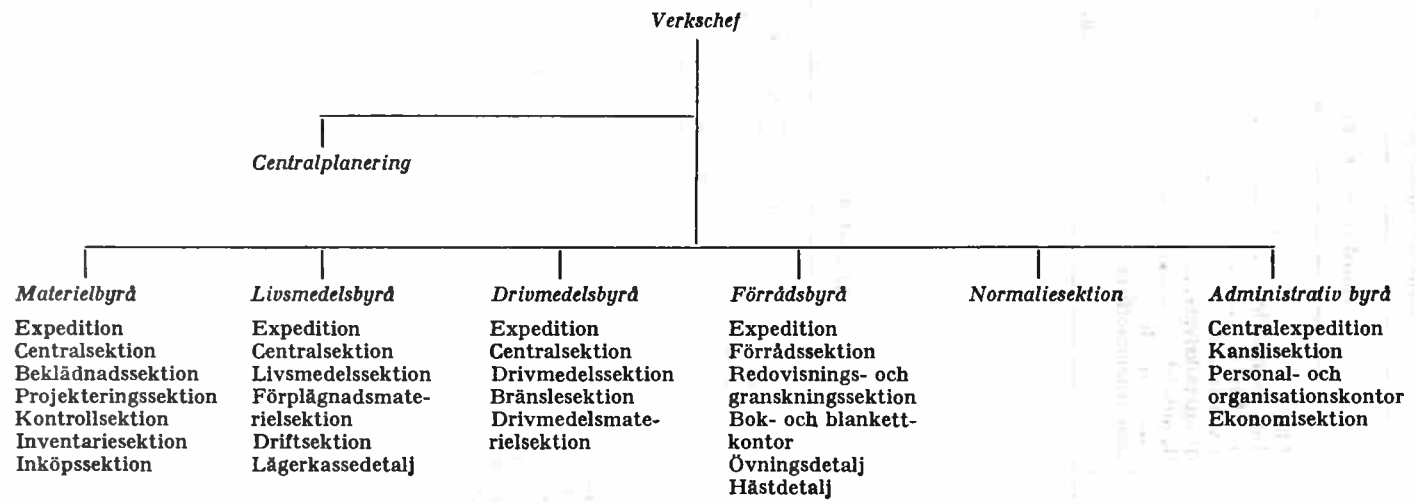 Verkschef
Centralplanering
Materielbyrå
Expedition
Centralsektion
Beklädnadssektion
Projekteringssektion
Kontrollsektion
Inventariesektion
Inköpssektion
Livsmedelsbyrå
Expedition
Centralsektion
Livsmedelssektion
Förplägnadsmate-
rielsektion
Driftsektion
Lägerkassedetalj
Drivmedelsbyrå
Expedition
Centralsektion
Drivmedelssektion
Bränslesektion
Drivmedelsmate-
rielsektion
Förrådsbyrå
Expedition
Förrådssektion
Redovisnings- och
granskningssektion
Bok- och blankett-
kontor
Övningsdetalj
Hästdetalj
Normaliesektion
Administrativ byrå
Centralexpedition
Kanslisektion
Personal- och
organisationskontor
Ekonomisektion